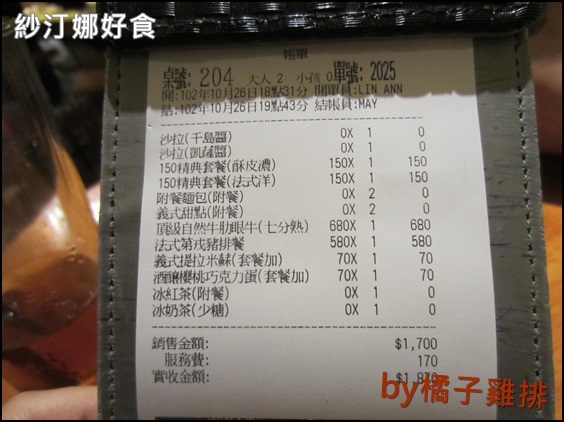 紗汀娜好食
帳單
桌號: 204 大人 2 小孩 0 單號: 2025
開:102年10月26日18點31分 開單員:LIN ANN
結:102年10月26日19點43分 結帳員:MAY
沙拉(千島醬) 0X 1 0
沙拉(凱薩醬) 0X 1 0
150精典套餐(酥皮濃) 150X 1 150
150精典套餐(法式洋) 150X 1 150
附餐麵包(附餐) 0X 2 0
義式甜點(附餐) 0X 2 0
頂級自然牛肋眼牛(七分熟) 680X 1 680
法式第戎豬排餐 580X 1 580
義式提拉米蘇(套餐加) 70X 1 70
酒釀櫻桃巧克力蛋(套餐加) 70X 1 70
冰紅茶(附餐) 0X 1 0
冰奶茶(少糖) 0X 1 0
銷售金額: $1,700
服務費: 170
實收金額: $1,870
by橘子雞排